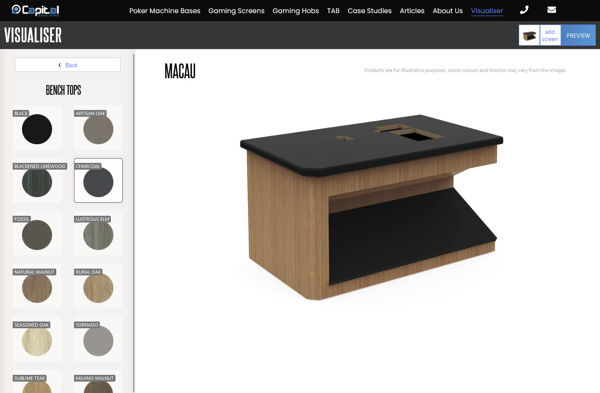 Capital
Poker Machine Bases Gaming Screens Gaming Hobs TAB Case Studies Articles About Us Visualiser
VISUALISER
add
screen
PREVIEW
Back
MACAU
Products are for illustrative purposes, some colours and finishes may vary from the images
BENCH TOPS
BLACK
ARTISAN OAK
BLACKENED LINEWOOD
CHARCOAL
FOSSIL
LUSTROUS ELM
NATURAL WALNUT
RURAL OAK
SEASONED OAK
TORNADO
SUBLIME TEAK
MILANO WALNUT